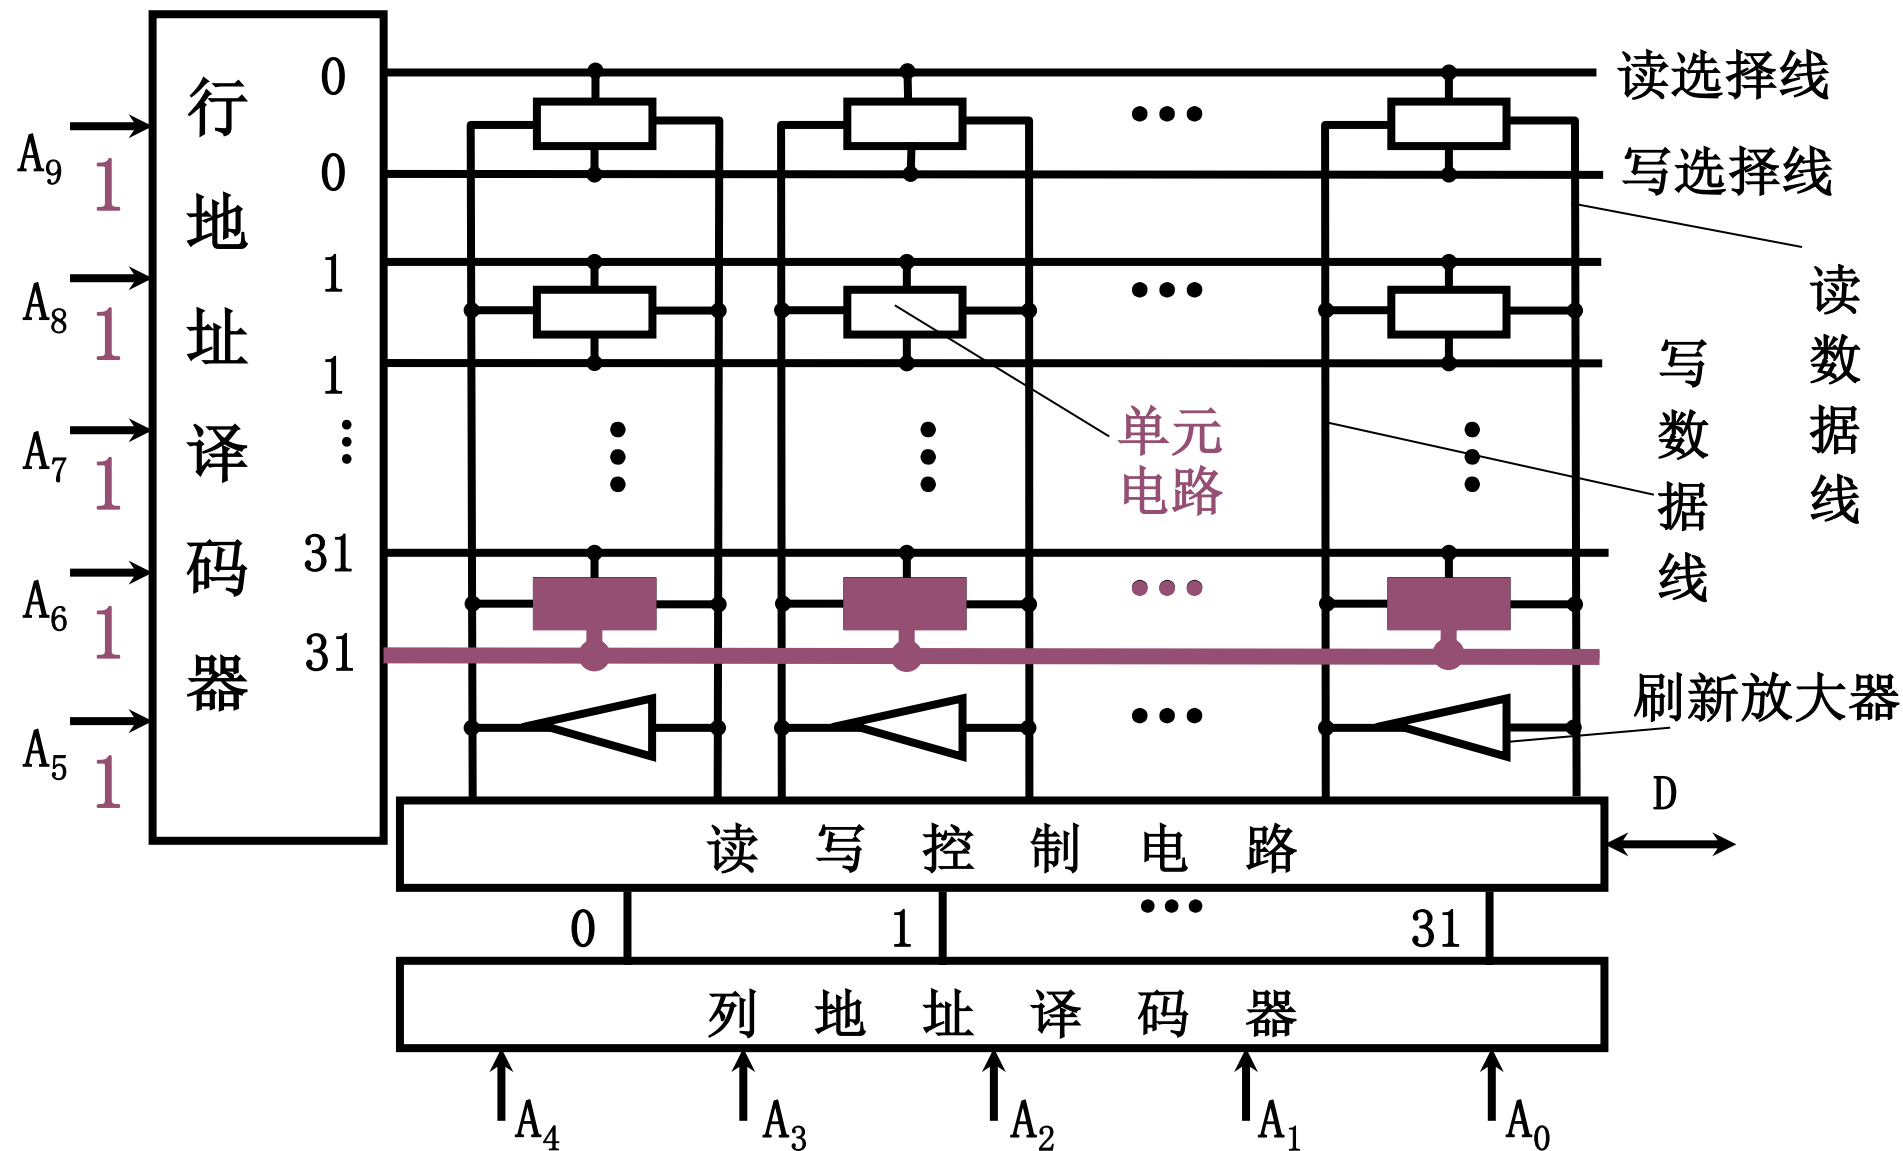 行地址译码器
A9 1
A8 1
A7 1
A6 1
A5 1
0
0
1
1
31
31
读选择线
写选择线
读数据线
写数据线
单元
电路
刷新放大器
D
读写控制电路
0 1 31
列地址译码器
A4 A3 A2 A1 A0